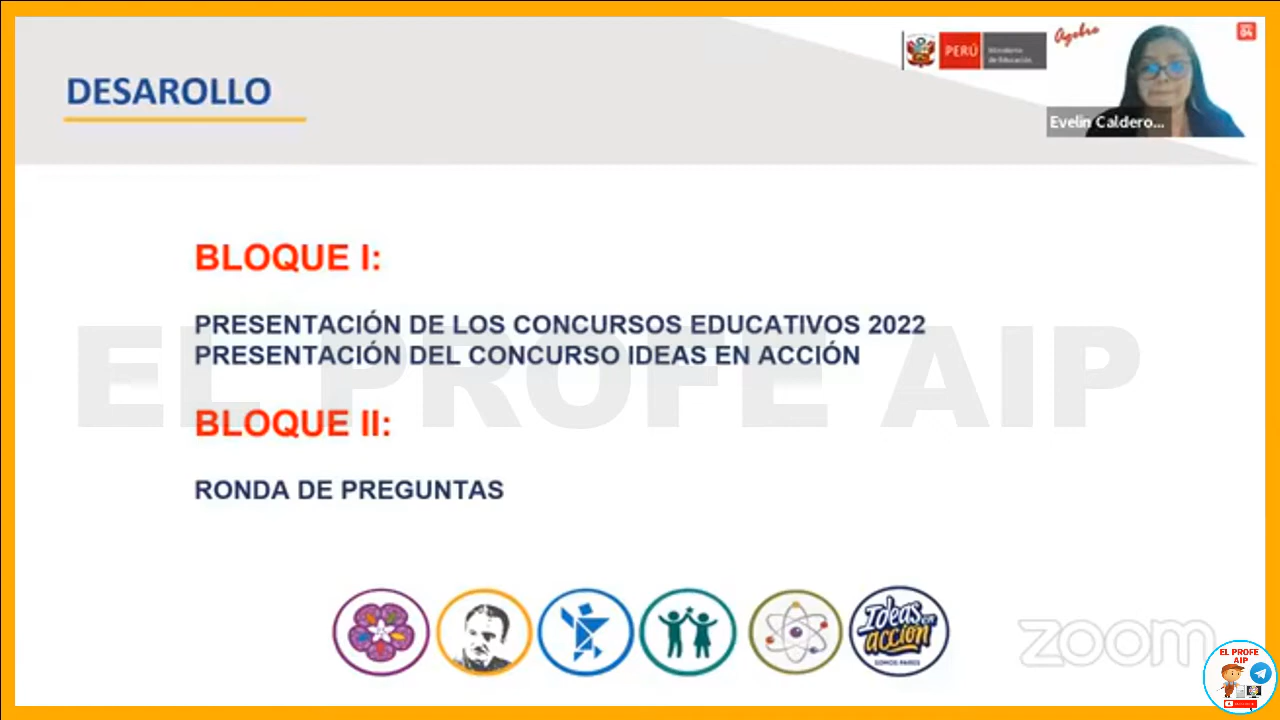 DESAROLLO
PERÚ
Ministerio
de Educación
Evelin Caldero...
BLOQUE I:
PRESENTACIÓN DE LOS CONCURSOS EDUCATIVOS 2022
PRESENTACIÓN DEL CONCURSO IDEAS EN ACCIÓN
EL PROFE AIP
BLOQUE II:
RONDA DE PREGUNTAS
Ideas en
acción
SOMOS PARES
zoom
EL PROFE
AIP